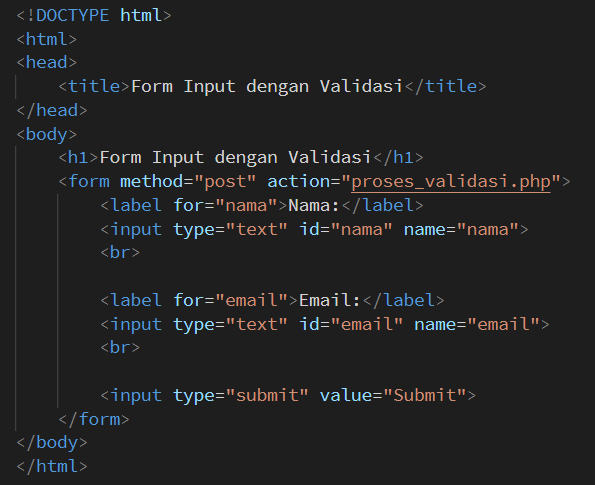 <!DOCTYPE html>
<html>
<head>
    <title>Form Input dengan Validasi</title>
</head>
<body>
    <h1>Form Input dengan Validasi</h1>
    <form method="post" action="proses_validasi.php">
        <label for="nama">Nama:</label>
        <input type="text" id="nama" name="nama">
        <br>

        <label for="email">Email:</label>
        <input type="text" id="email" name="email">
        <br>

        <input type="submit" value="Submit">
    </form>
</body>
</html>